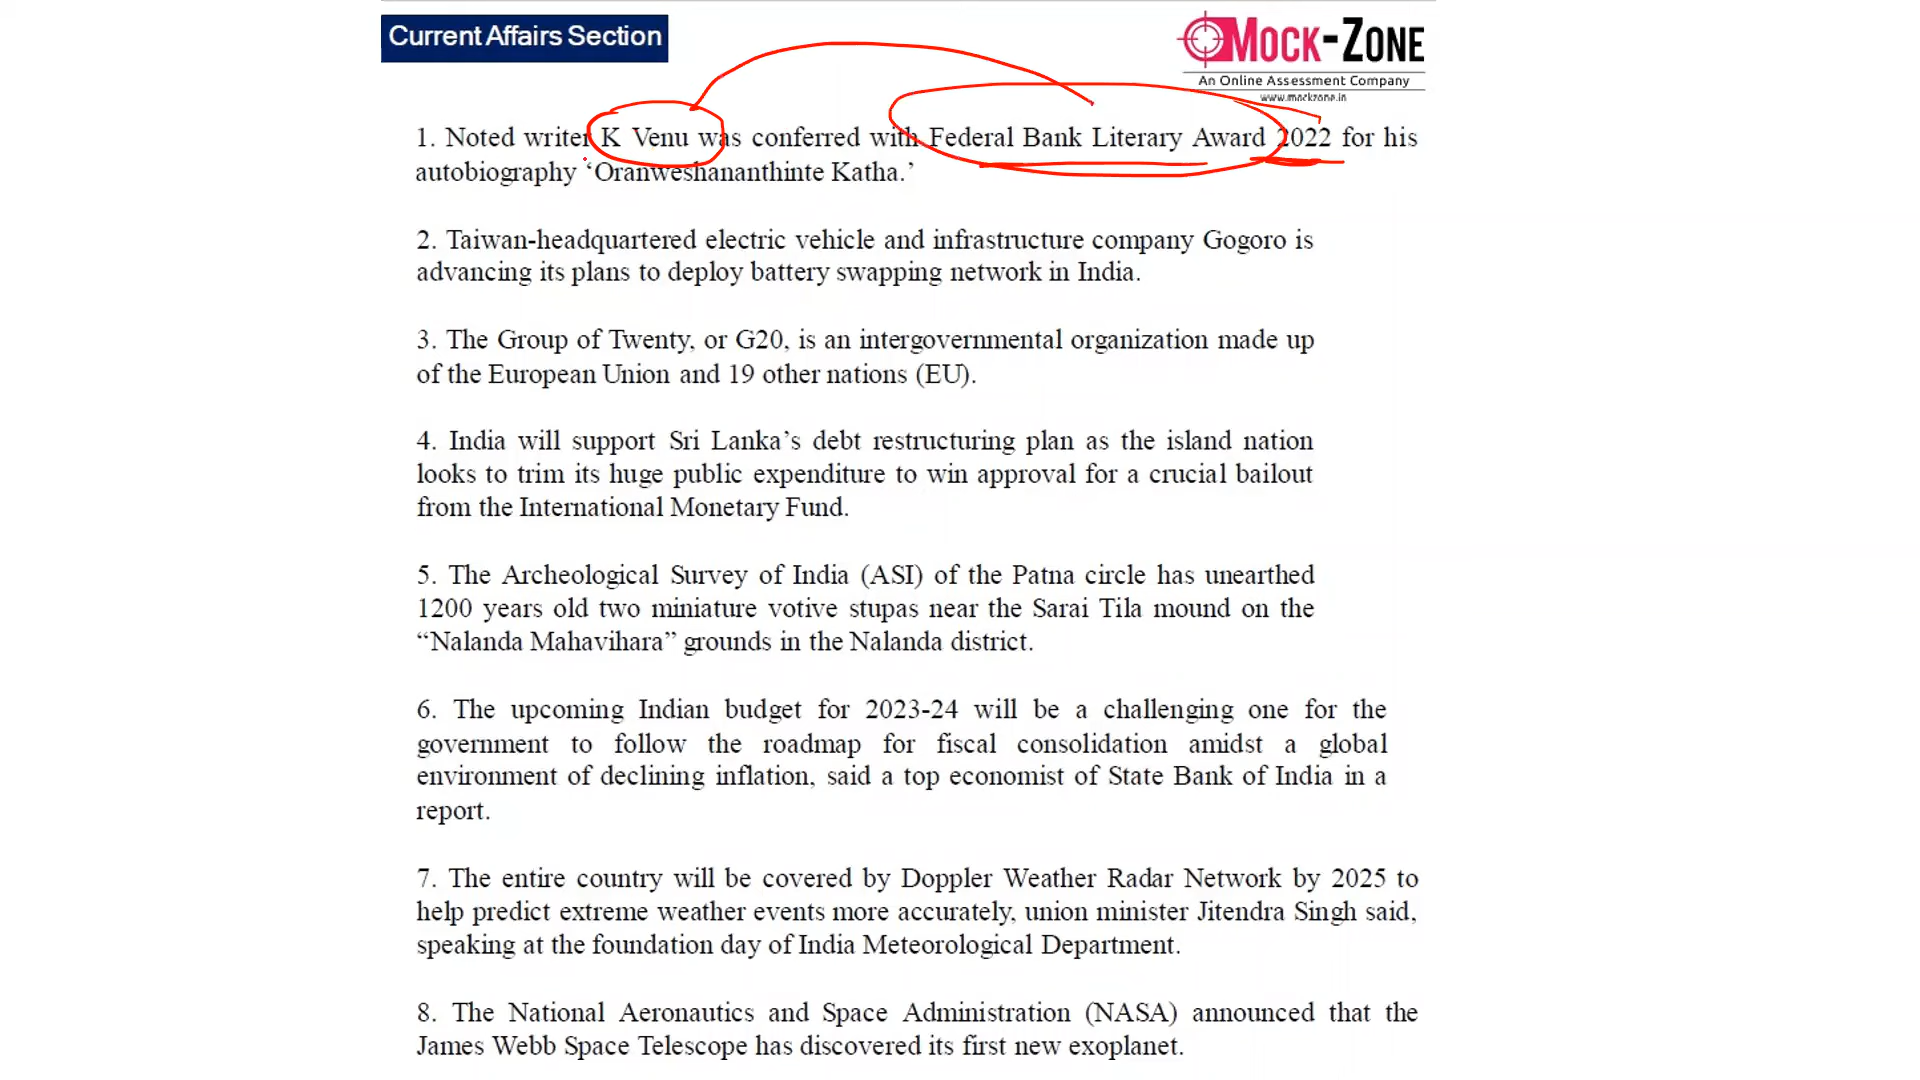 Current Affairs Section
MOCK-ZONE
An Online Assessment Company
www.mockzone.in
1. Noted writer K Venu was conferred with Federal Bank Literary Award 2022 for his
autobiography ‘Oranweshananthinte Katha.’
2. Taiwan-headquartered electric vehicle and infrastructure company Gogoro is
advancing its plans to deploy battery swapping network in India.
3. The Group of Twenty, or G20, is an intergovernmental organization made up
of the European Union and 19 other nations (EU).
4. India will support Sri Lanka’s debt restructuring plan as the island nation
looks to trim its huge public expenditure to win approval for a crucial bailout
from the International Monetary Fund.
5. The Archeological Survey of India (ASI) of the Patna circle has unearthed
1200 years old two miniature votive stupas near the Sarai Tila mound on the
“Nalanda Mahavihara” grounds in the Nalanda district.
6. The upcoming Indian budget for 2023-24 will be a challenging one for the
government to follow the roadmap for fiscal consolidation amidst a global
environment of declining inflation, said a top economist of State Bank of India in a
report.
7. The entire country will be covered by Doppler Weather Radar Network by 2025 to
help predict extreme weather events more accurately, union minister Jitendra Singh said,
speaking at the foundation day of India Meteorological Department.
8. The National Aeronautics and Space Administration (NASA) announced that the
James Webb Space Telescope has discovered its first new exoplanet.